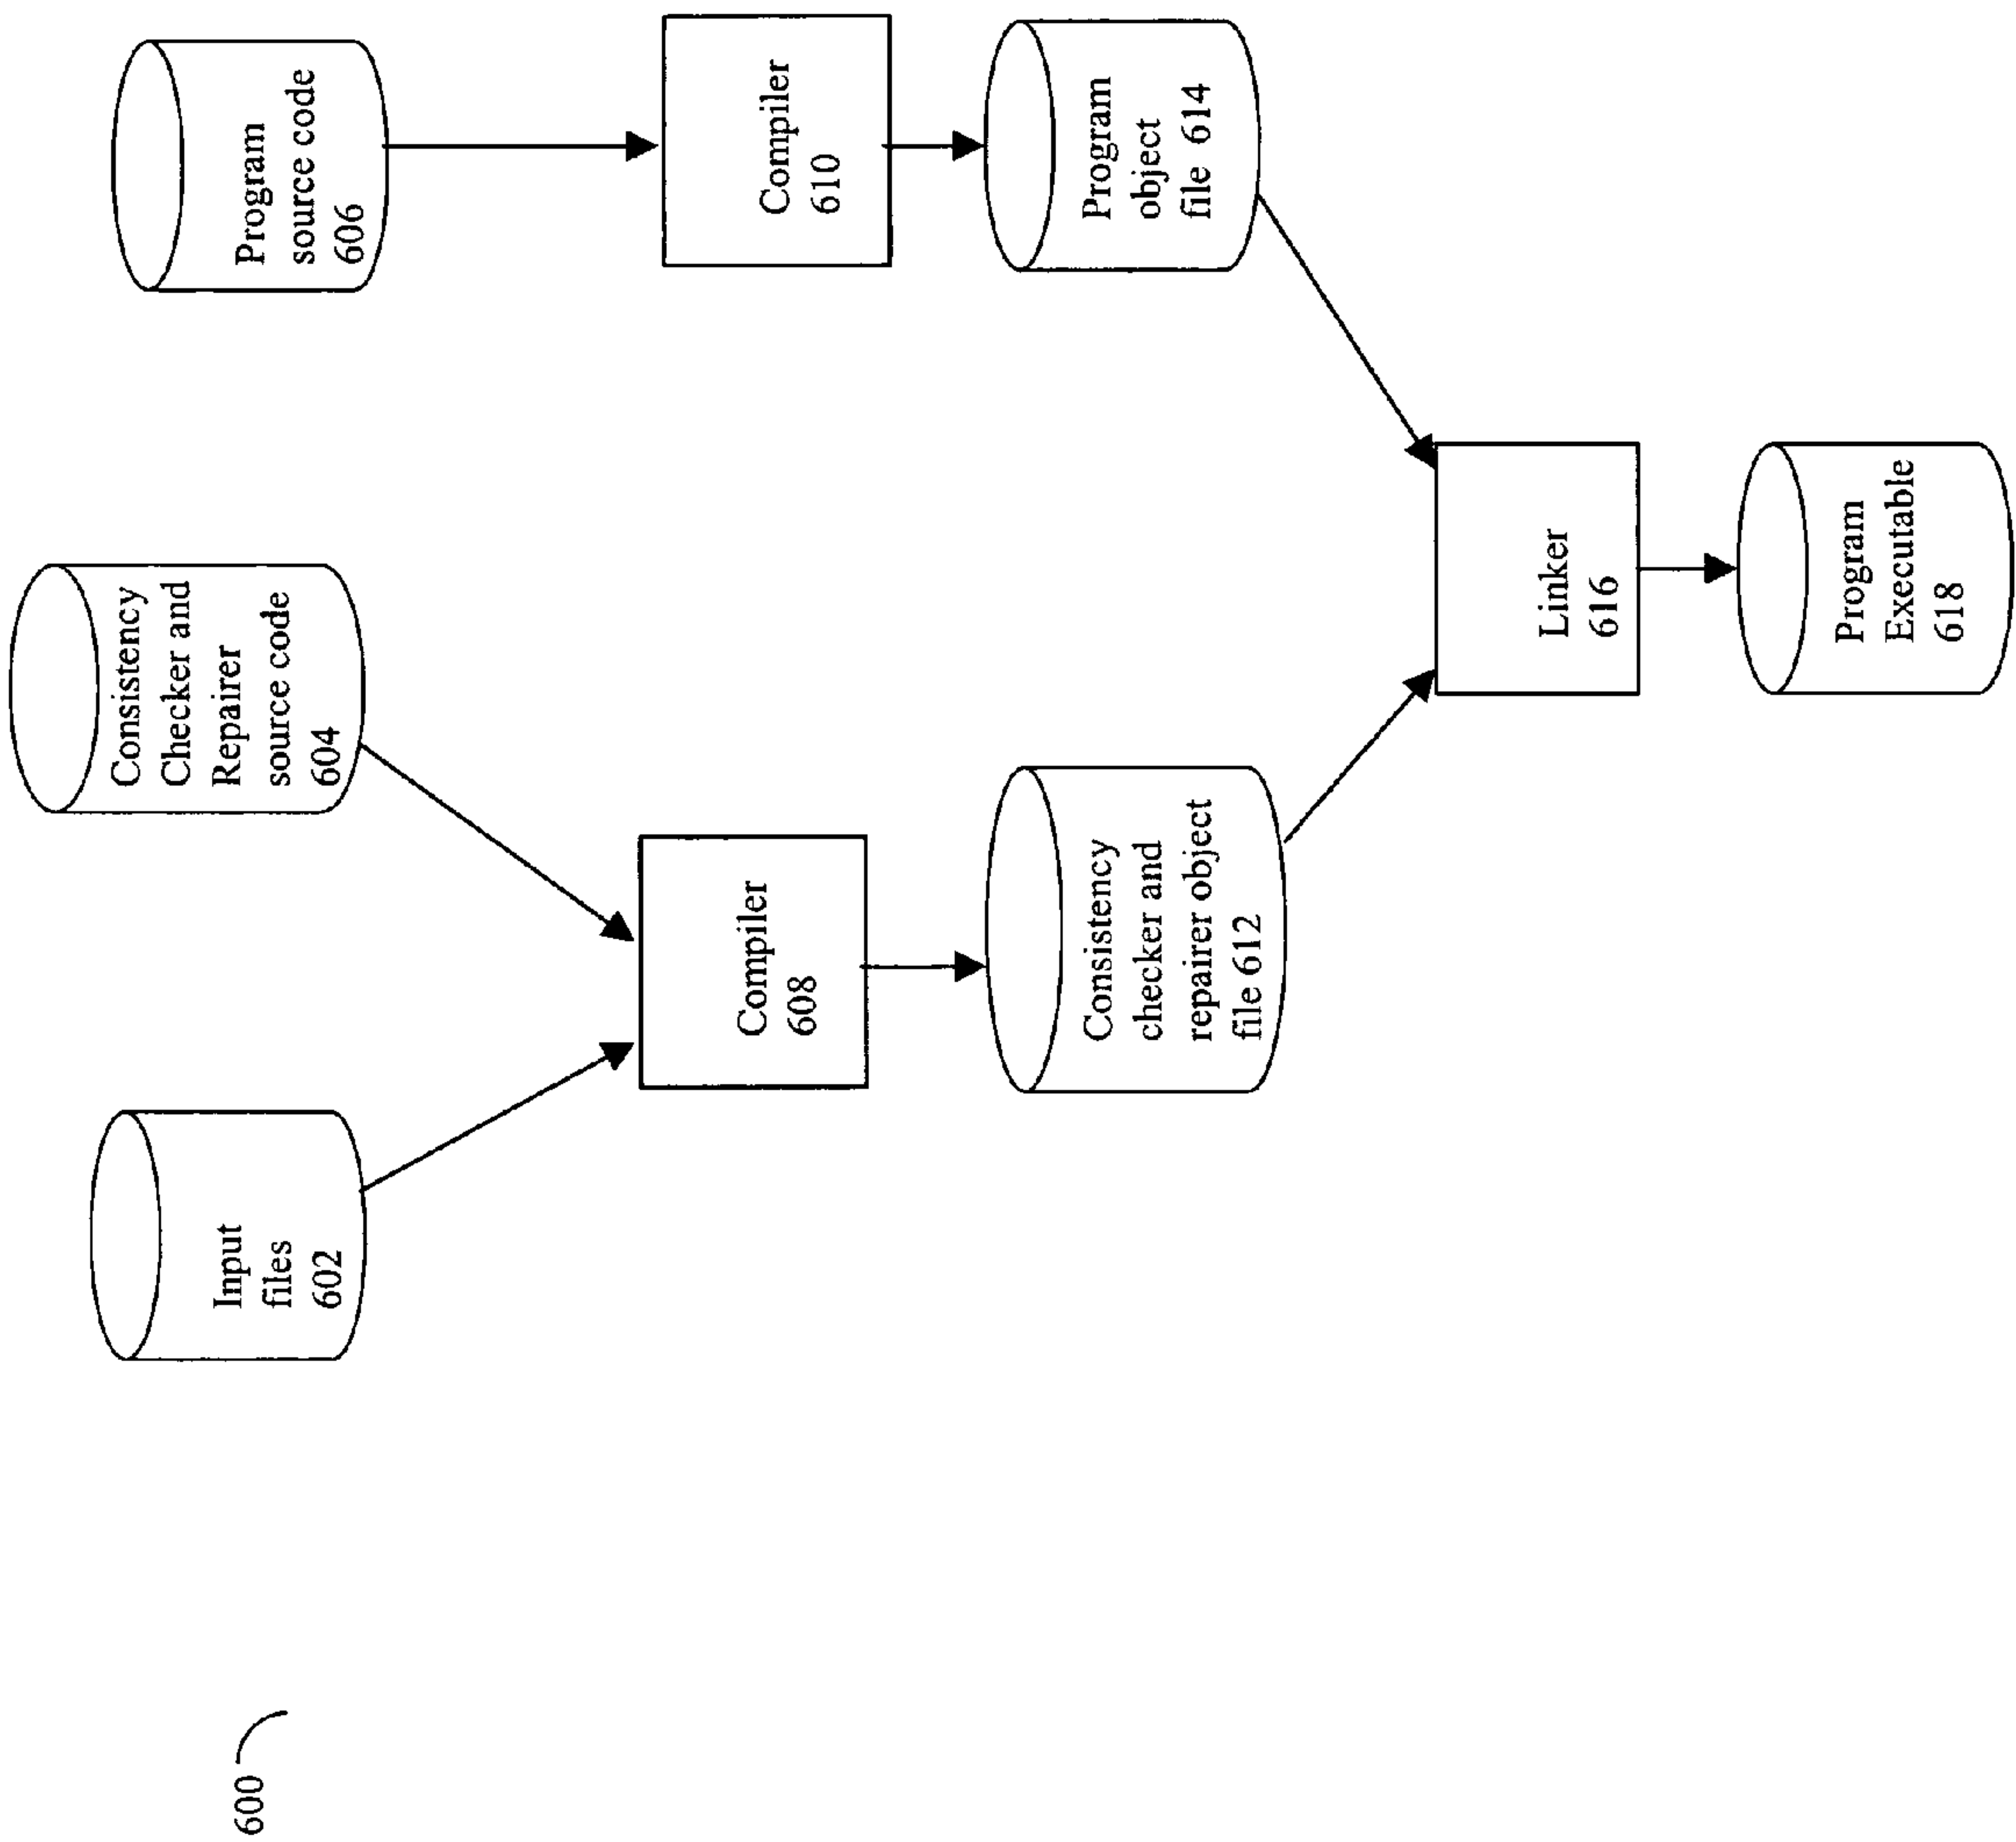 600
Input
files
602
Consistency
Checker and
Repairer
source code
604
Program
source code
606
Compiler
608
Compiler
610
Consistency
checker and
repairer object
file 612
Program
object
file 614
Linker
616
Program
Executable
618